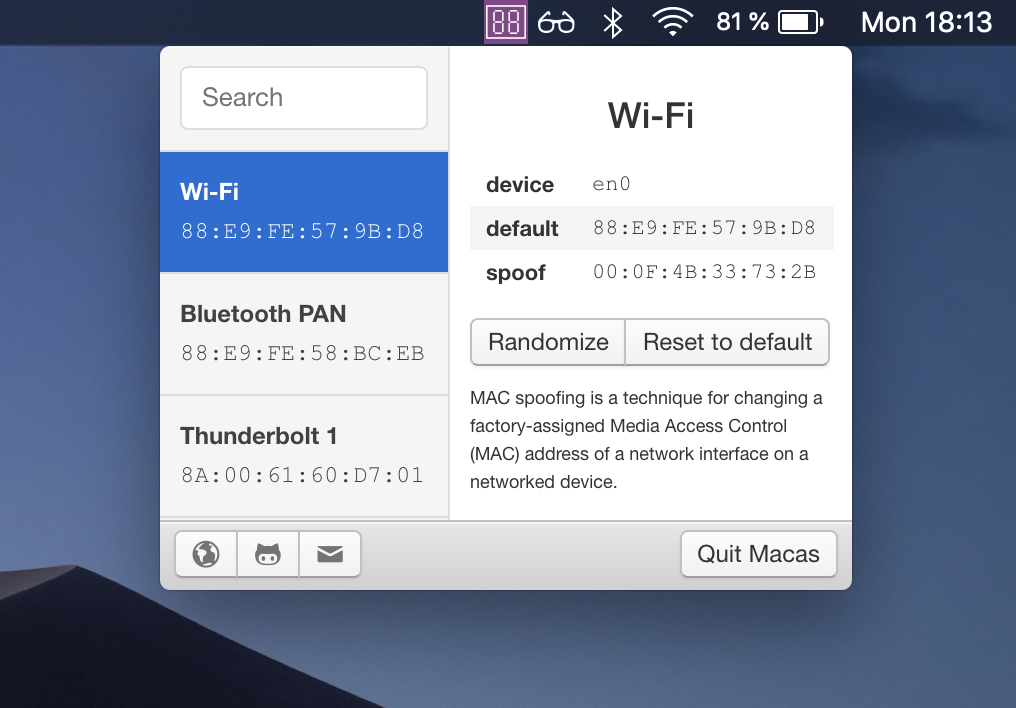 88 81 % Mon 18:13
Search
Wi-Fi
88:E9:FE:57:9B:D8
Bluetooth PAN
88:E9:FE:58:BC:EB
Thunderbolt 1
8A:00:61:60:D7:01
Wi-Fi
device en0
default 88:E9:FE:57:9B:D8
spoof 00:0F:4B:33:73:2B
Randomize Reset to default
MAC spoofing is a technique for changing a
factory-assigned Media Access Control
(MAC) address of a network interface on a
networked device.
Quit Macas